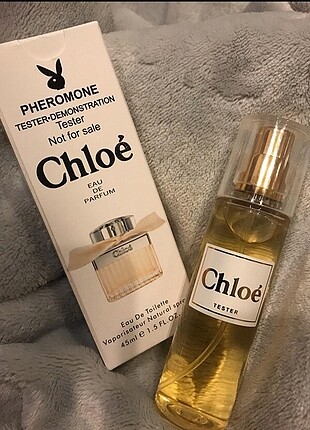 PHEROMONE
TESTER•DEMONSTRATION
Tester
Not for sale
Chloé
EAU
DE
PARFUM
Chloé
Eau De Toilette
Vaporisateur Natural spray
45ml e 1.5 FL.OZ.
Chloé
TESTER